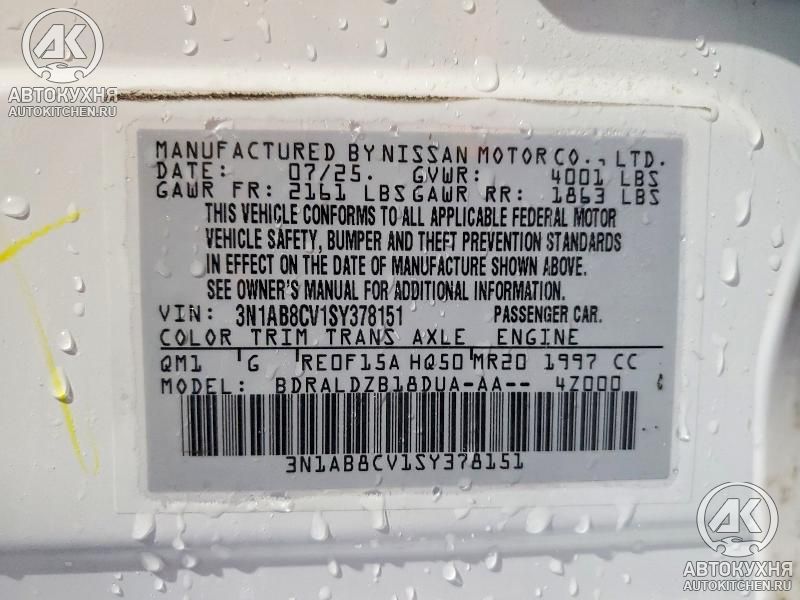 AK
АВТОКУХНЯ
AUTOKITCHEN.RU
MANUFACTURED BY NISSAN MOTOR CO., LTD.
DATE: 07/25. GVWR: 4001 LBS
GAWR FR: 2161 LBS GAWR RR: 1863 LBS
THIS VEHICLE CONFORMS TO ALL APPLICABLE FEDERAL MOTOR
VEHICLE SAFETY, BUMPER AND THEFT PREVENTION STANDARDS
IN EFFECT ON THE DATE OF MANUFACTURE SHOWN ABOVE.
SEE OWNER'S MANUAL FOR ADDITIONAL INFORMATION.
VIN: 3N1AB8CV1SY378151 PASSENGER CAR.
COLOR TRIM TRANS AXLE ENGINE
QM1 G RE0F15A HQ50 MR20 1997 CC
MODEL: BDRALDZB18DUA-AA-- 4Z000
3N1AB8CV1SY378151
AK
АВТОКУХНЯ
AUTOKITCHEN.RU